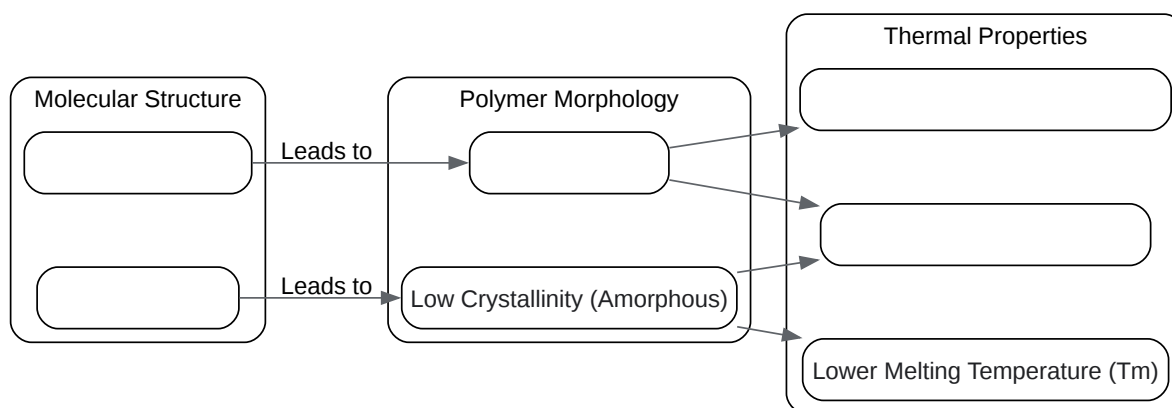 Thermal Properties
Molecular Structure
Polymer Morphology
Leads to
Leads to
Low Crystallinity (Amorphous)
Lower Melting Temperature (Tm)